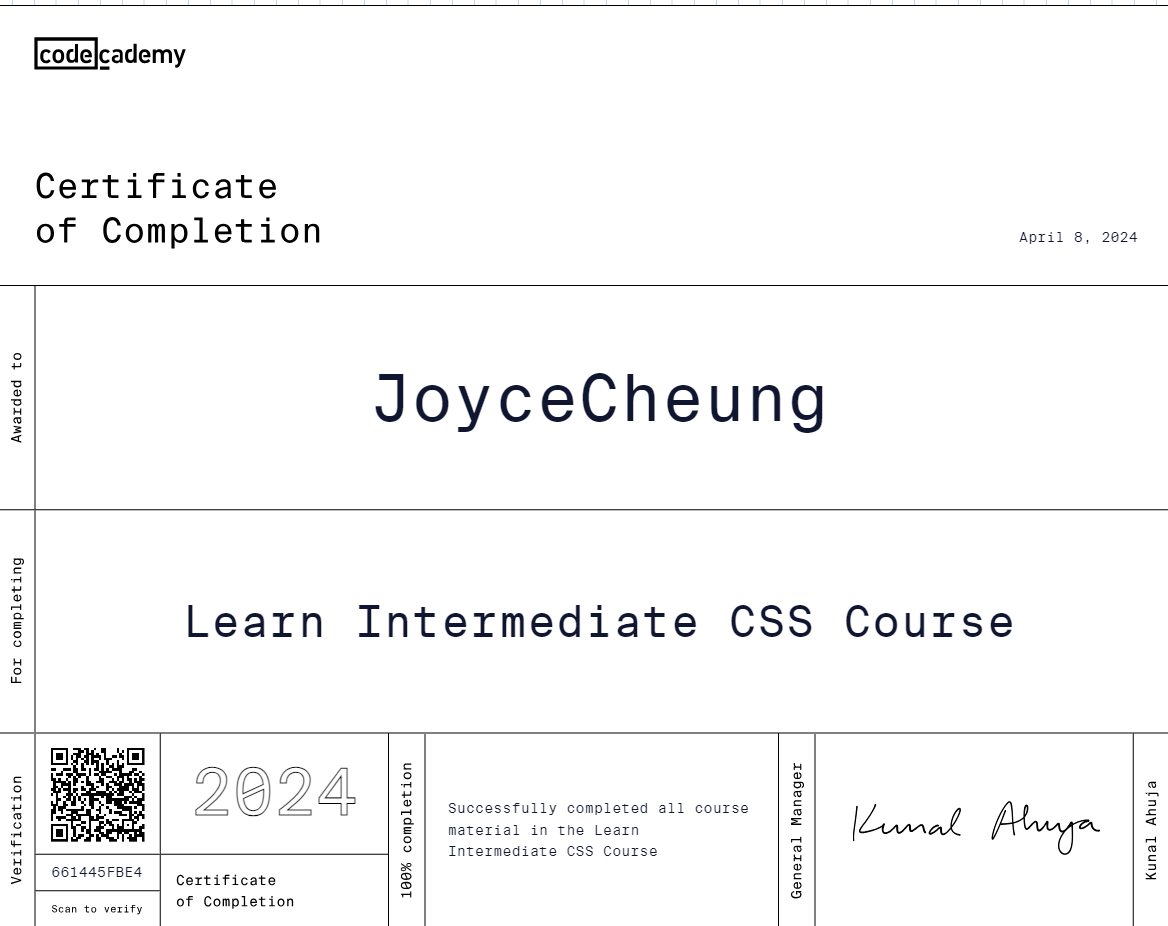 codecademy
Certificate
of Completion
April 8, 2024
Awarded to
JoyceCheung
For completing
Learn Intermediate CSS Course
Verification
661445FBE4
Scan to verify
2024
Certificate
of Completion
100% completion
Successfully completed all course
material in the Learn
Intermediate CSS Course
General Manager
Kunal Ahuja
Kunal Ahuja